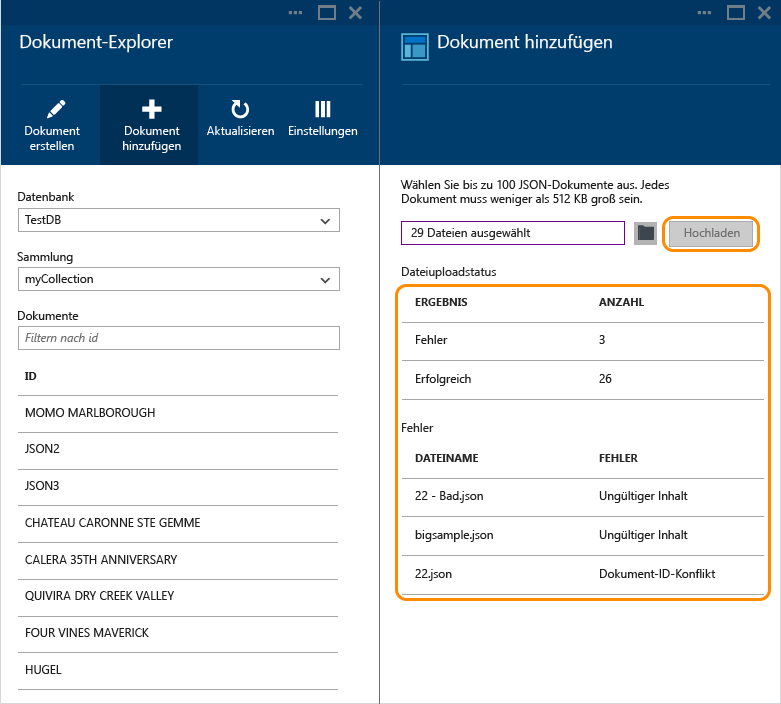 Dokument-Explorer
Dokument
erstellen
Dokument
hinzufügen
Aktualisieren
Einstellungen
Datenbank
TestDB
Sammlung
myCollection
Dokumente
Filtern nach id
ID
MOMO MARLBOROUGH
JSON2
JSON3
CHATEAU CARONNE STE GEMME
CALERA 35TH ANNIVERSARY
QUIVIRA DRY CREEK VALLEY
FOUR VINES MAVERICK
HUGEL
Dokument hinzufügen
Wählen Sie bis zu 100 JSON-Dokumente aus. Jedes
Dokument muss weniger als 512 KB groß sein.
29 Dateien ausgewählt
Hochladen
Dateiuploadstatus
ERGEBNIS ANZAHL
Fehler 3
Erfolgreich 26
Fehler
DATEINAME FEHLER
22 - Bad.json Ungültiger Inhalt
bigsample.json Ungültiger Inhalt
22.json Dokument-ID-Konflikt